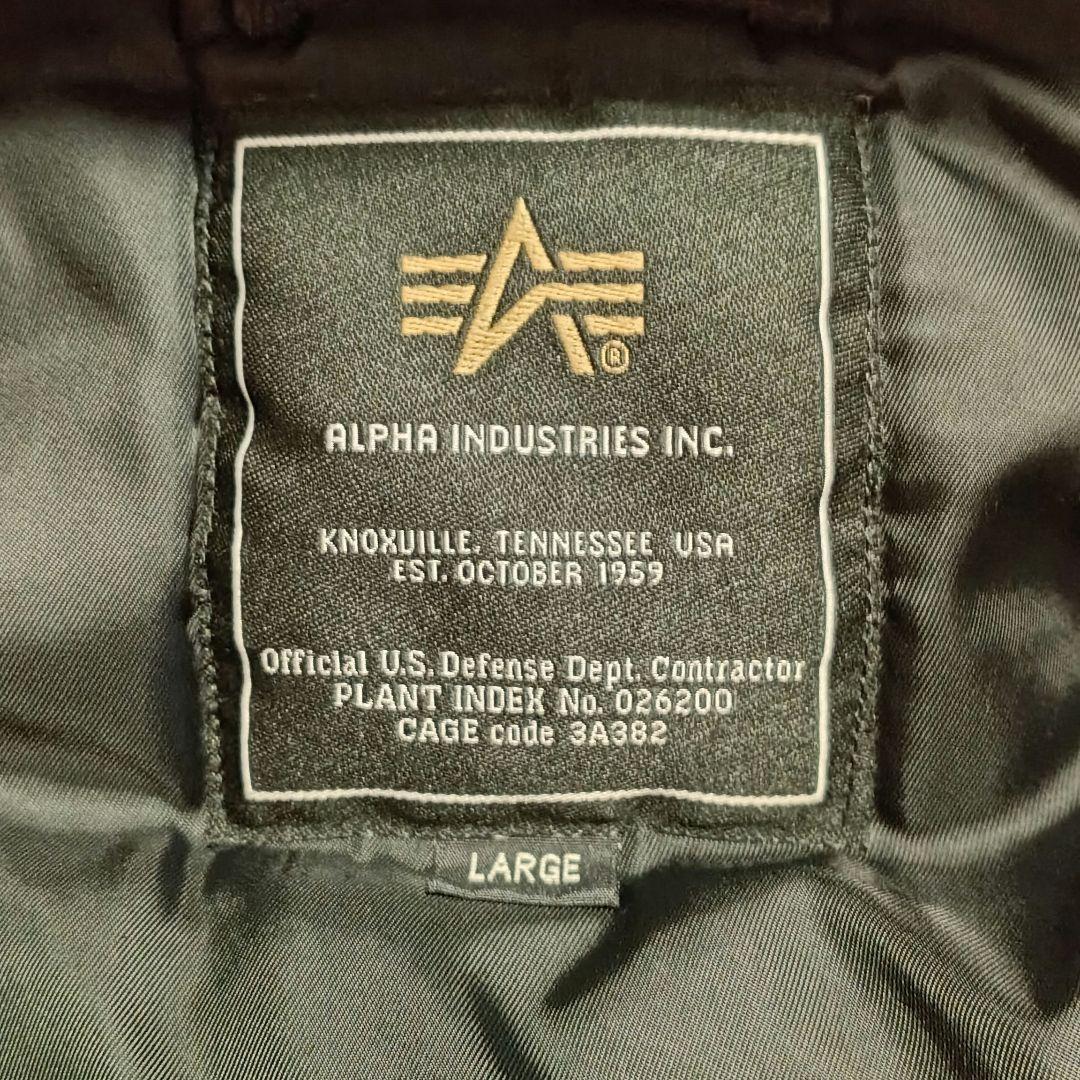 ®
ALPHA INDUSTRIES INC.
KNOXVILLE, TENNESSEE USA
EST. OCTOBER 1959
Official U.S. Defense Dept. Contractor
PLANT INDEX No. 026200
CAGE code 3A382
LARGE